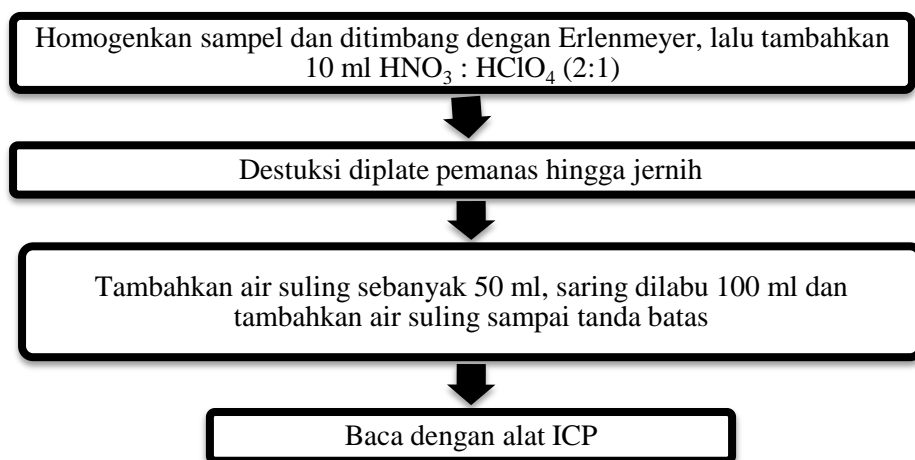 Homogenkan sampel dan ditimbang dengan Erlenmeyer, lalu tambahkan
10 ml HNO₃ : HClO₄ (2:1)
Destuksi diplate pemanas hingga jernih
Tambahkan air suling sebanyak 50 ml, saring dilabu 100 ml dan
tambahkan air suling sampai tanda batas
Baca dengan alat ICP